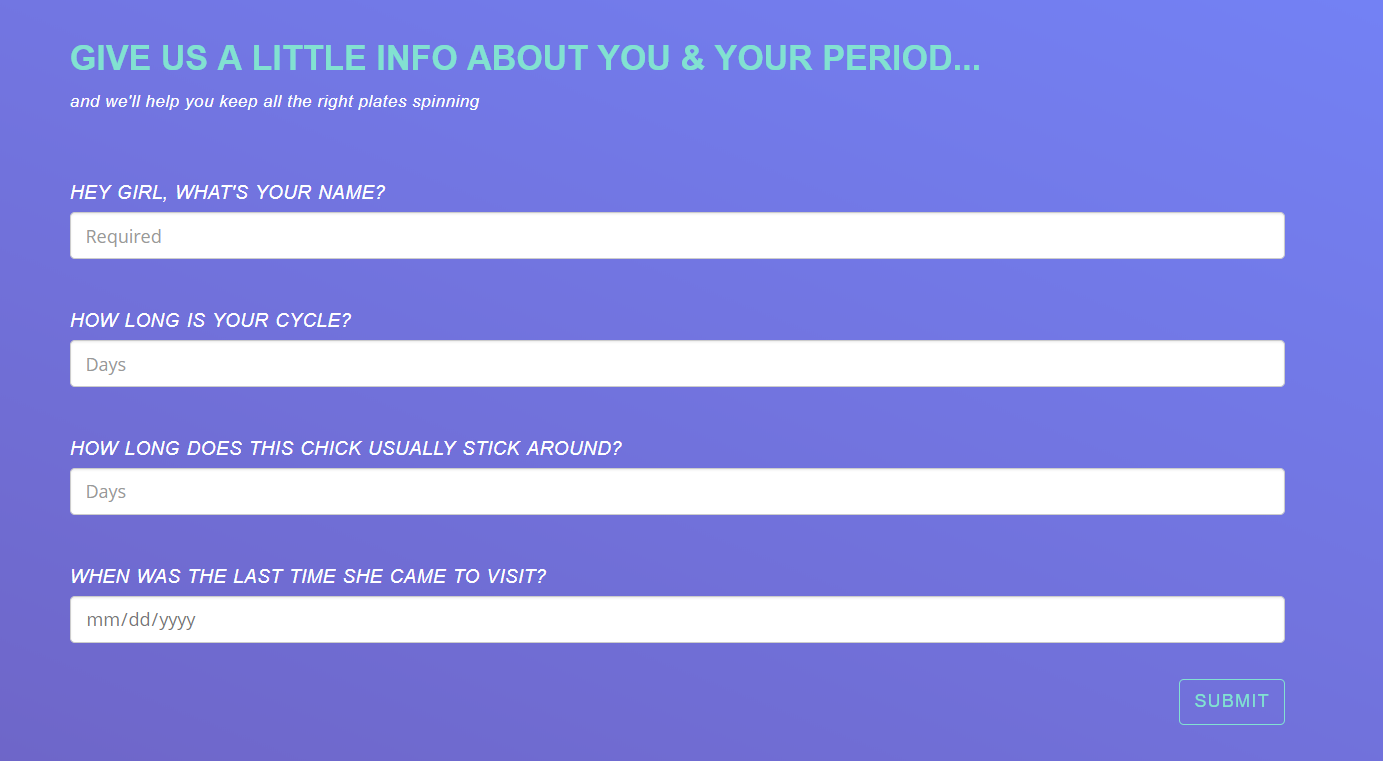 GIVE US A LITTLE INFO ABOUT YOU & YOUR PERIOD...
and we'll help you keep all the right plates spinning
HEY GIRL, WHAT'S YOUR NAME?
Required
HOW LONG IS YOUR CYCLE?
Days
HOW LONG DOES THIS CHICK USUALLY STICK AROUND?
Days
WHEN WAS THE LAST TIME SHE CAME TO VISIT?
mm/dd/yyyy
SUBMIT